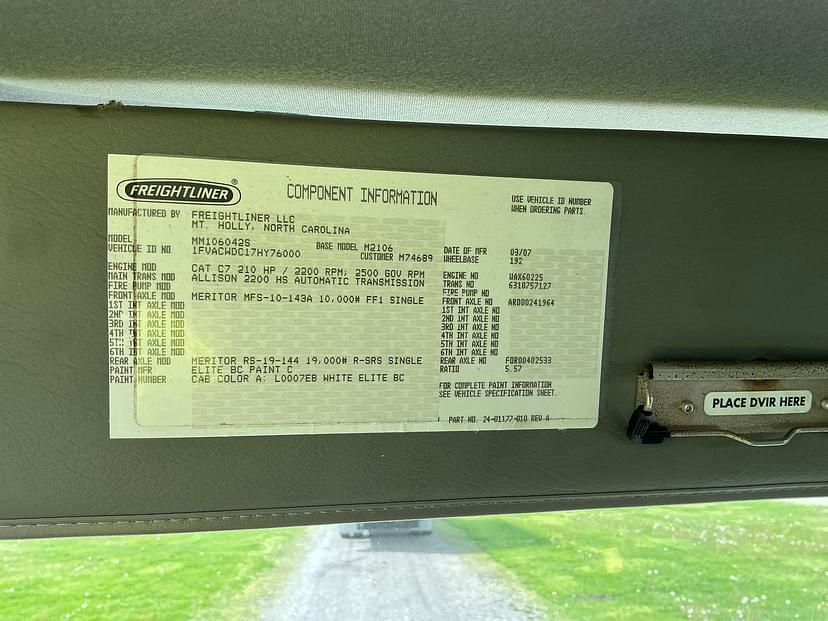 FREIGHTLINER
COMPONENT INFORMATION
USE VEHICLE ID NUMBER
WHEN ORDERING PARTS.
MANUFACTURED BY FREIGHTLINER LLC
MT. HOLLY, NORTH CAROLINA
MODEL MM106042S BASE MODEL M2106
VEHICLE ID NO 1FVACWDC17HY76000 CUSTOMER M74689
DATE OF MFR 03/07
WHEELBASE 192
ENGINE MOD CAT C7 210 HP / 2200 RPM; 2500 GOV RPM ENGINE NO WAX60225
MAIN TRANS MOD ALLISON 2200 HS AUTOMATIC TRANSMISSION TRANS NO 6310757127
FIRE PUMP MOD FIRE PUMP NO
FRONT AXLE MOD MERITOR MFS-10-143A 10,000# FF1 SINGLE FRONT AXLE NO ARD00241964
1ST INT AXLE MOD 1ST INT AXLE NO
2ND INT AXLE MOD 2ND INT AXLE NO
3RD INT AXLE MOD 3RD INT AXLE NO
4TH INT AXLE MOD 4TH INT AXLE NO
5TH INT AXLE MOD 5TH INT AXLE NO
6TH INT AXLE MOD 6TH INT AXLE NO
REAR AXLE MOD MERITOR RS-19-144 19,000# R-SRS SINGLE REAR AXLE NO FOR00402533
PAINT MFR ELITE BC PAINT C RATIO 5.57
PAINT NUMBER CAB COLOR A: L0007EB WHITE ELITE BC
FOR COMPLETE PAINT INFORMATION
SEE VEHICLE SPECIFICATION SHEET.
PART NO. 24-01177-010 REV A
PLACE DVIR HERE